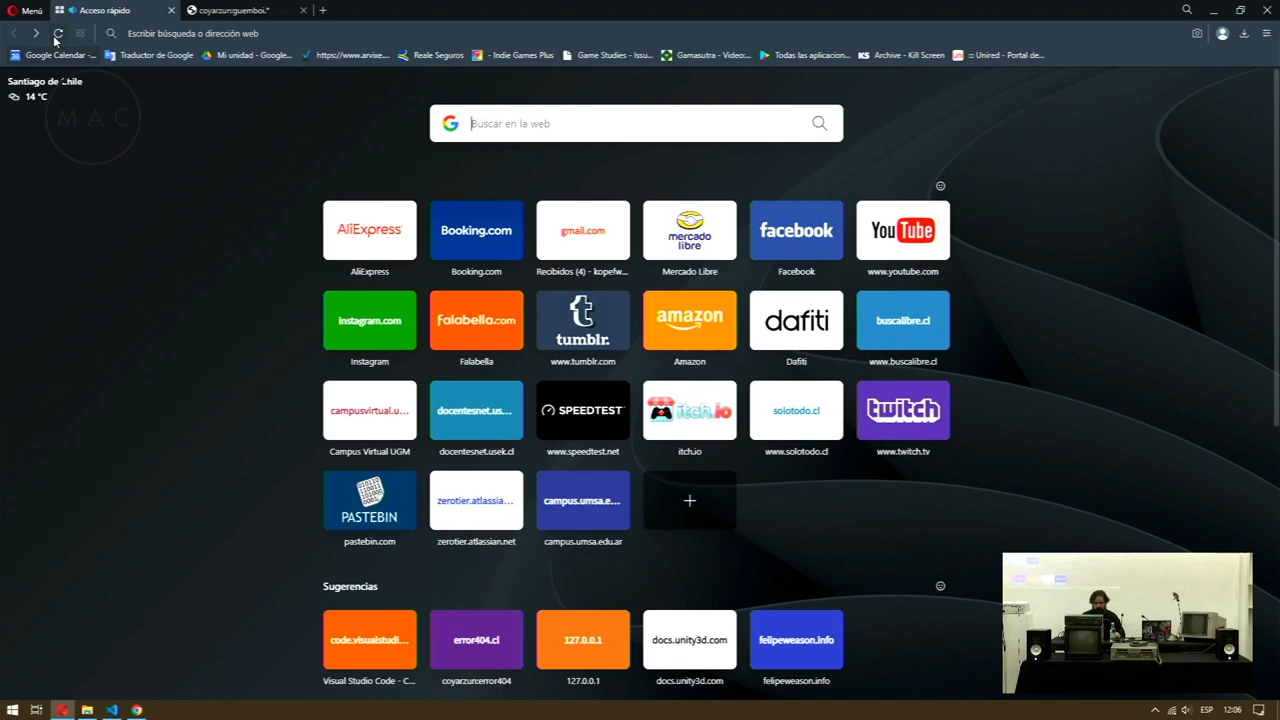 Menú
Acceso rápido
coyarzun:guemboi.*
Escribir búsqueda o dirección web
Google Calendar -...
Traductor de Google
Mi unidad - Google...
https://www.arvixe....
Reale Seguros
- Indie Games Plus
Game Studies - Issu...
Gamasutra - Video:...
Todas las aplicacion...
KS Archive - Kill Screen
:: Unired - Portal de...
Santiago de Chile
14 °C
MAC
Buscar en la web
AliExpress
Booking.com
gmail.com
mercado
libre
facebook
YouTube
AliExpress
Booking.com
Recibidos (4) - kopefw...
Mercado Libre
Facebook
www.youtube.com
instagram.com
falabella.com
tumblr.
amazon
dafiti
buscalibre.cl
Instagram
Falabella
www.tumblr.com
Amazon
Dafiti
www.buscalibre.cl
campusvirtual.u...
docentesnet.us...
SPEEDTEST
itch.io
solotodo.cl
twitch
Campus Virtual UGM
docentesnet.usek.cl
www.speedtest.net
itch.io
www.solotodo.cl
www.twitch.tv
PASTEBIN
zerotier.atlassia...
campus.umsa.e...
pastebin.com
zerotier.atlassian.net
campus.umsa.edu.ar
Sugerencias
code.visualstudi...
error404.cl
127.0.0.1
docs.unity3d.com
felipeweason.info
Visual Studio Code - C...
coyarzun:error404
127.0.0.1
docs.unity3d.com
felipeweason.info
ESP
12:06